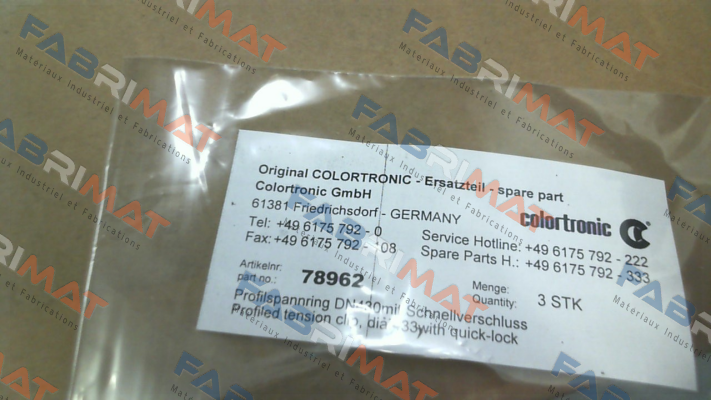 Original COLORTRONIC - Ersatzteil - spare part
Colortronic GmbH
61381 Friedrichsdorf - GERMANY
colortronic
Tel: +49 6175 792 - 0
Fax: +49 6175 792 - 108
Service Hotline: +49 6175 792 - 222
Spare Parts H.: +49 6175 792 - 333
Artikelnr:
part no.: 78962
Menge:
Quantity: 3 STK
Profilspannring mit Schnellverschluss
Profiled tension clip, with quick-lock
FABRIMAT
Materiaux Industriel et Fabrications